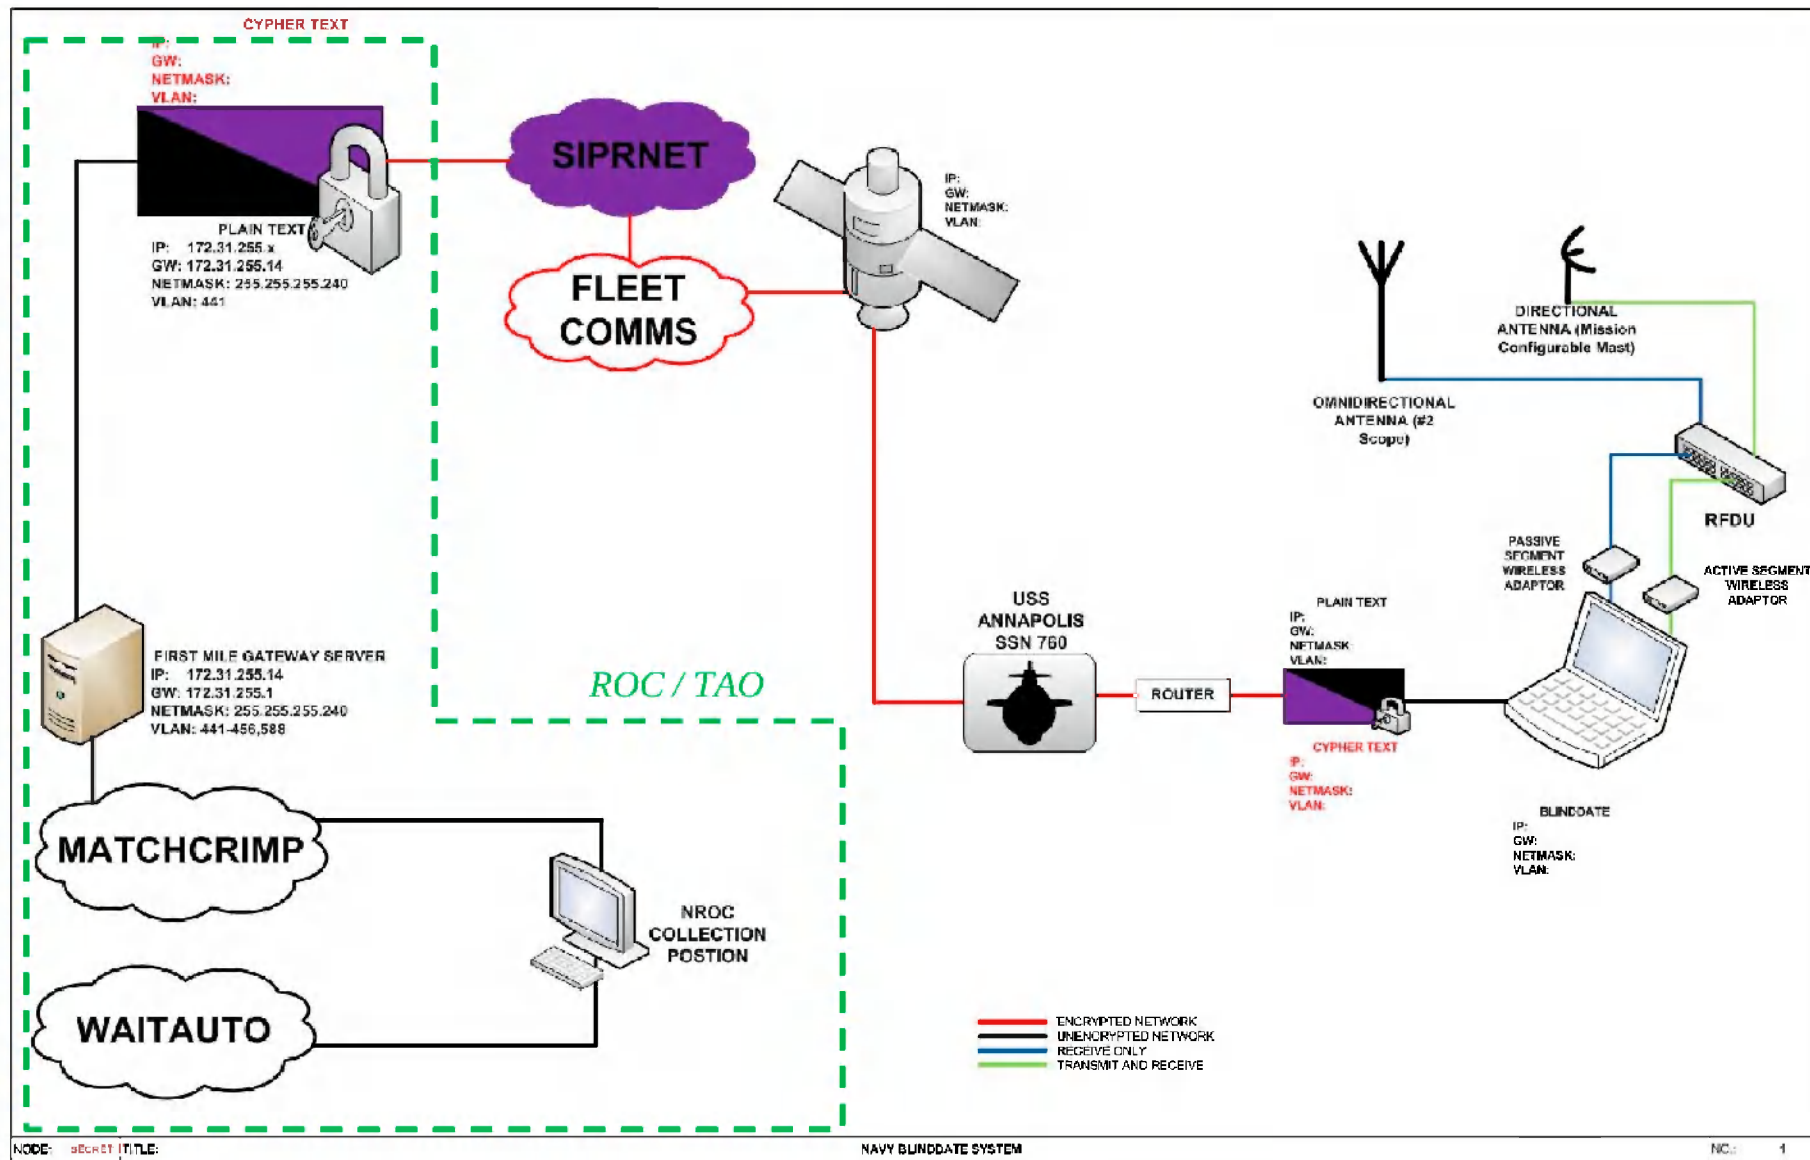 CYPHER TEXT
IP:
GW:
NETMASK:
VLAN:
PLAIN TEXT
IP: 172.31.255.x
GW: 172.31.255.14
NETMASK: 255.255.255.240
VLAN: 441
SIPRNET
FLEET
COMMS
IP:
GW:
NETMASK:
VLAN:
DIRECTIONAL
ANTENNA (Mission
Configurable Mast)
OMNIDIRECTIONAL
ANTENNA (#2
Scope)
RFDU
PASSIVE
SEGMENT
WIRELESS
ADAPTOR
ACTIVE SEGMENT
WIRELESS
ADAPTOR
FIRST MILE GATEWAY SERVER
IP: 172.31.255.14
GW: 172.31.255.1
NETMASK: 255.255.255.240
VLAN: 441-456,588
ROC / TAO
USS
ANNAPOLIS
SSN 760
ROUTER
PLAIN TEXT
IP:
GW:
NETMASK:
VLAN:
CYPHER TEXT
IP:
GW:
NETMASK:
VLAN:
BLINDDATE
IP:
GW:
NETMASK:
VLAN:
MATCHCRIMP
NROC
COLLECTION
POSTION
WAITAUTO
ENCRYPTED NETWORK
UNENCRYPTED NETWORK
RECEIVE ONLY
TRANSMIT AND RECEIVE
NODE: SECRET TITLE: NAVY BLINDDATE SYSTEM NO.: 1